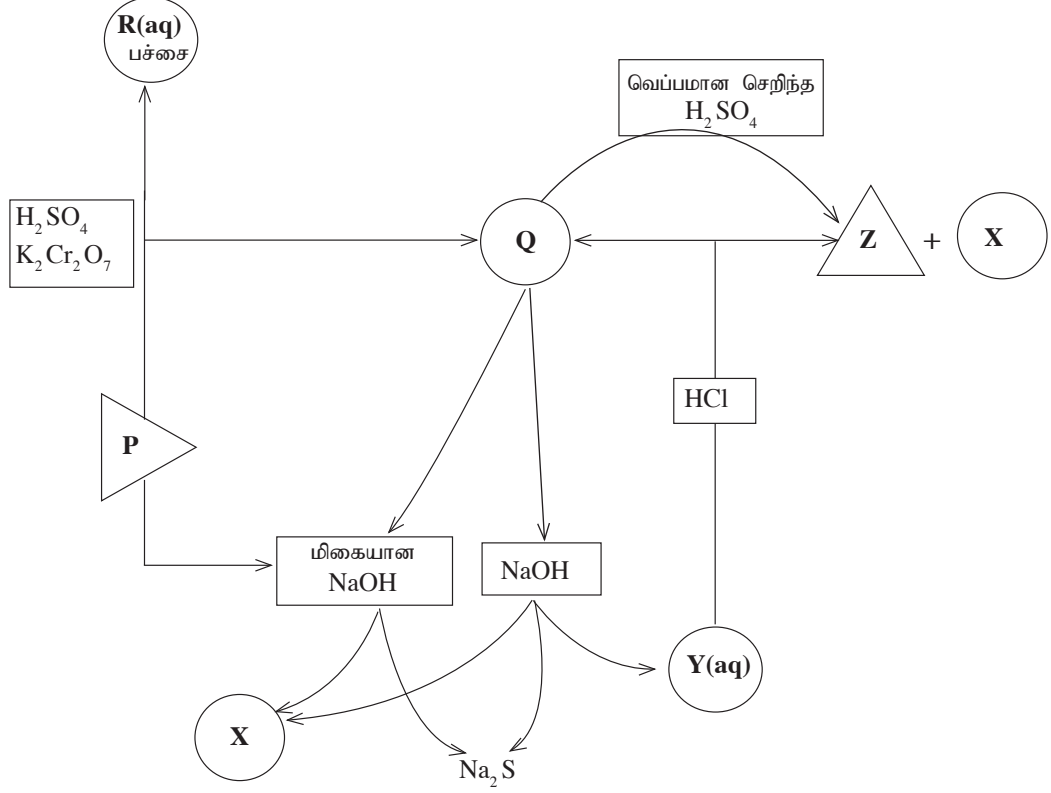 R(aq)
பச்சை
வெப்பமான செறிந்த
H₂SO₄
H₂SO₄
K₂Cr₂O₇
Q
Z + X
HCl
P
மிகையான
NaOH
NaOH
Y(aq)
X
Na₂S